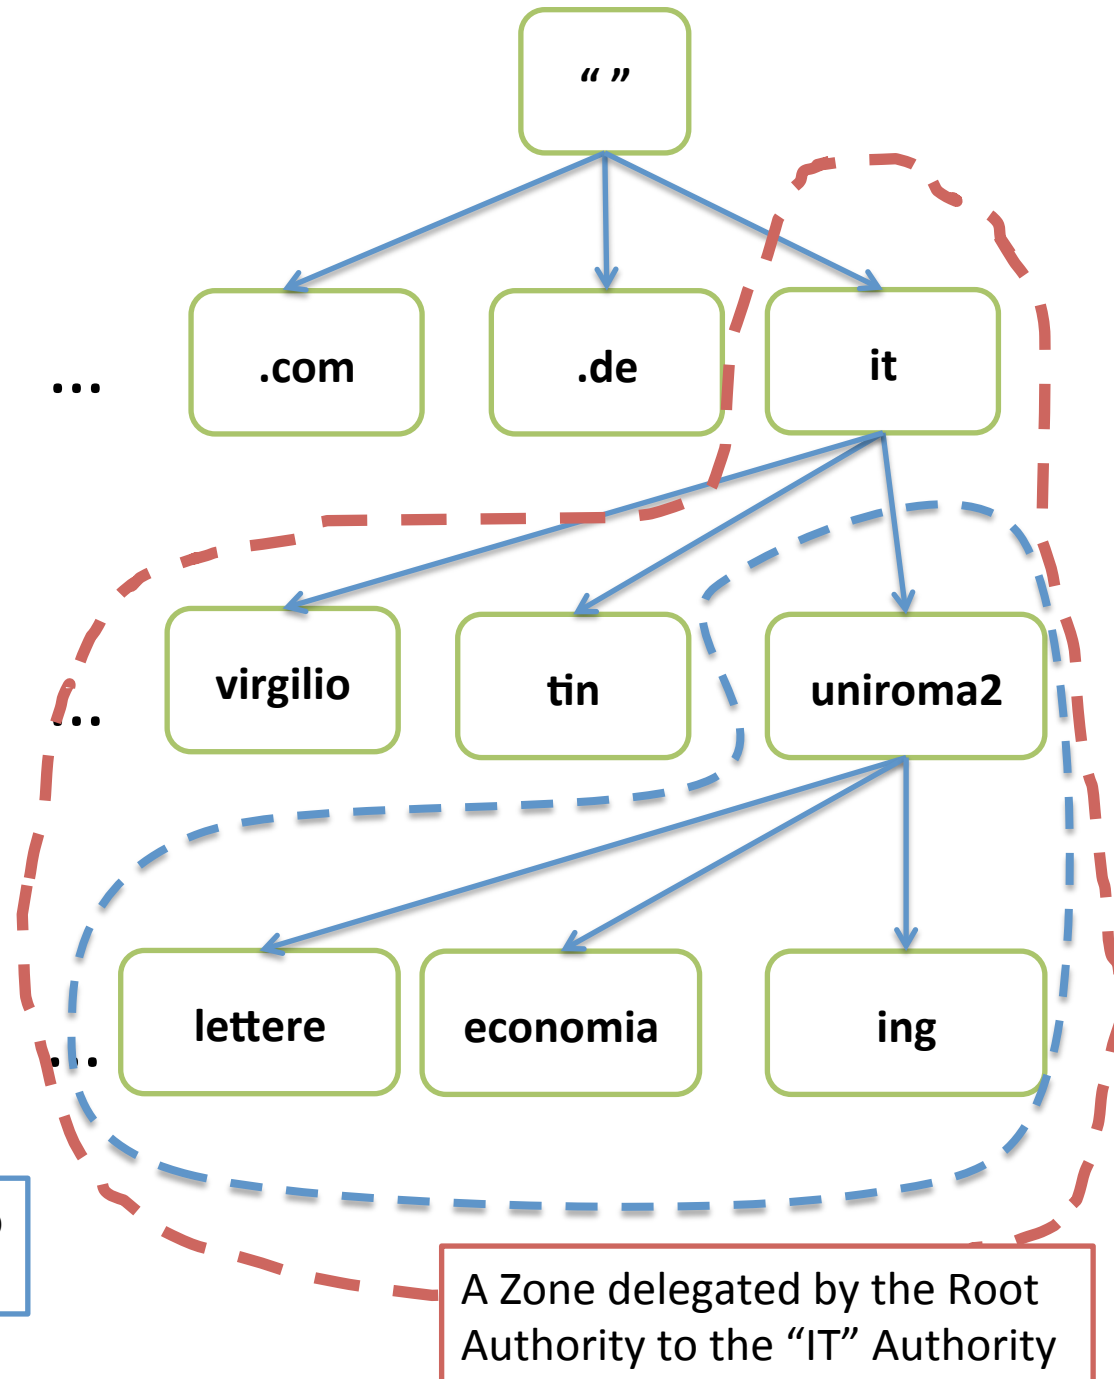 “ ”
... .com .de it
... virgilio tin uniroma2
... lettere economia ing
A Zone delegated by the Root
Authority to the “IT” Authority